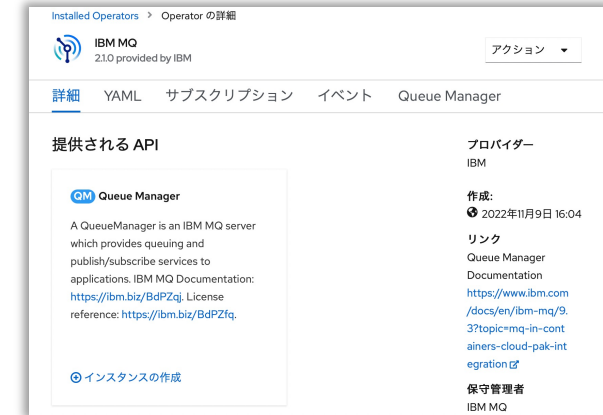 Installed Operators > Operator の詳細
IBM MQ
2.1.0 provided by IBM
アクション
詳細 YAML サブスクリプション イベント Queue Manager
提供される API
QM Queue Manager
A QueueManager is an IBM MQ server
which provides queuing and
publish/subscribe services to
applications. IBM MQ Documentation:
https://ibm.biz/BdPZqj. License
reference: https://ibm.biz/BdPZfq.
インスタンスの作成
プロバイダー
IBM
作成:
2022年11月9日 16:04
リンク
Queue Manager
Documentation
https://www.ibm.com
/docs/en/ibm-mq/9.
3?topic=mq-in-cont
ainers-cloud-pak-int
egration
保守管理者
IBM MQ